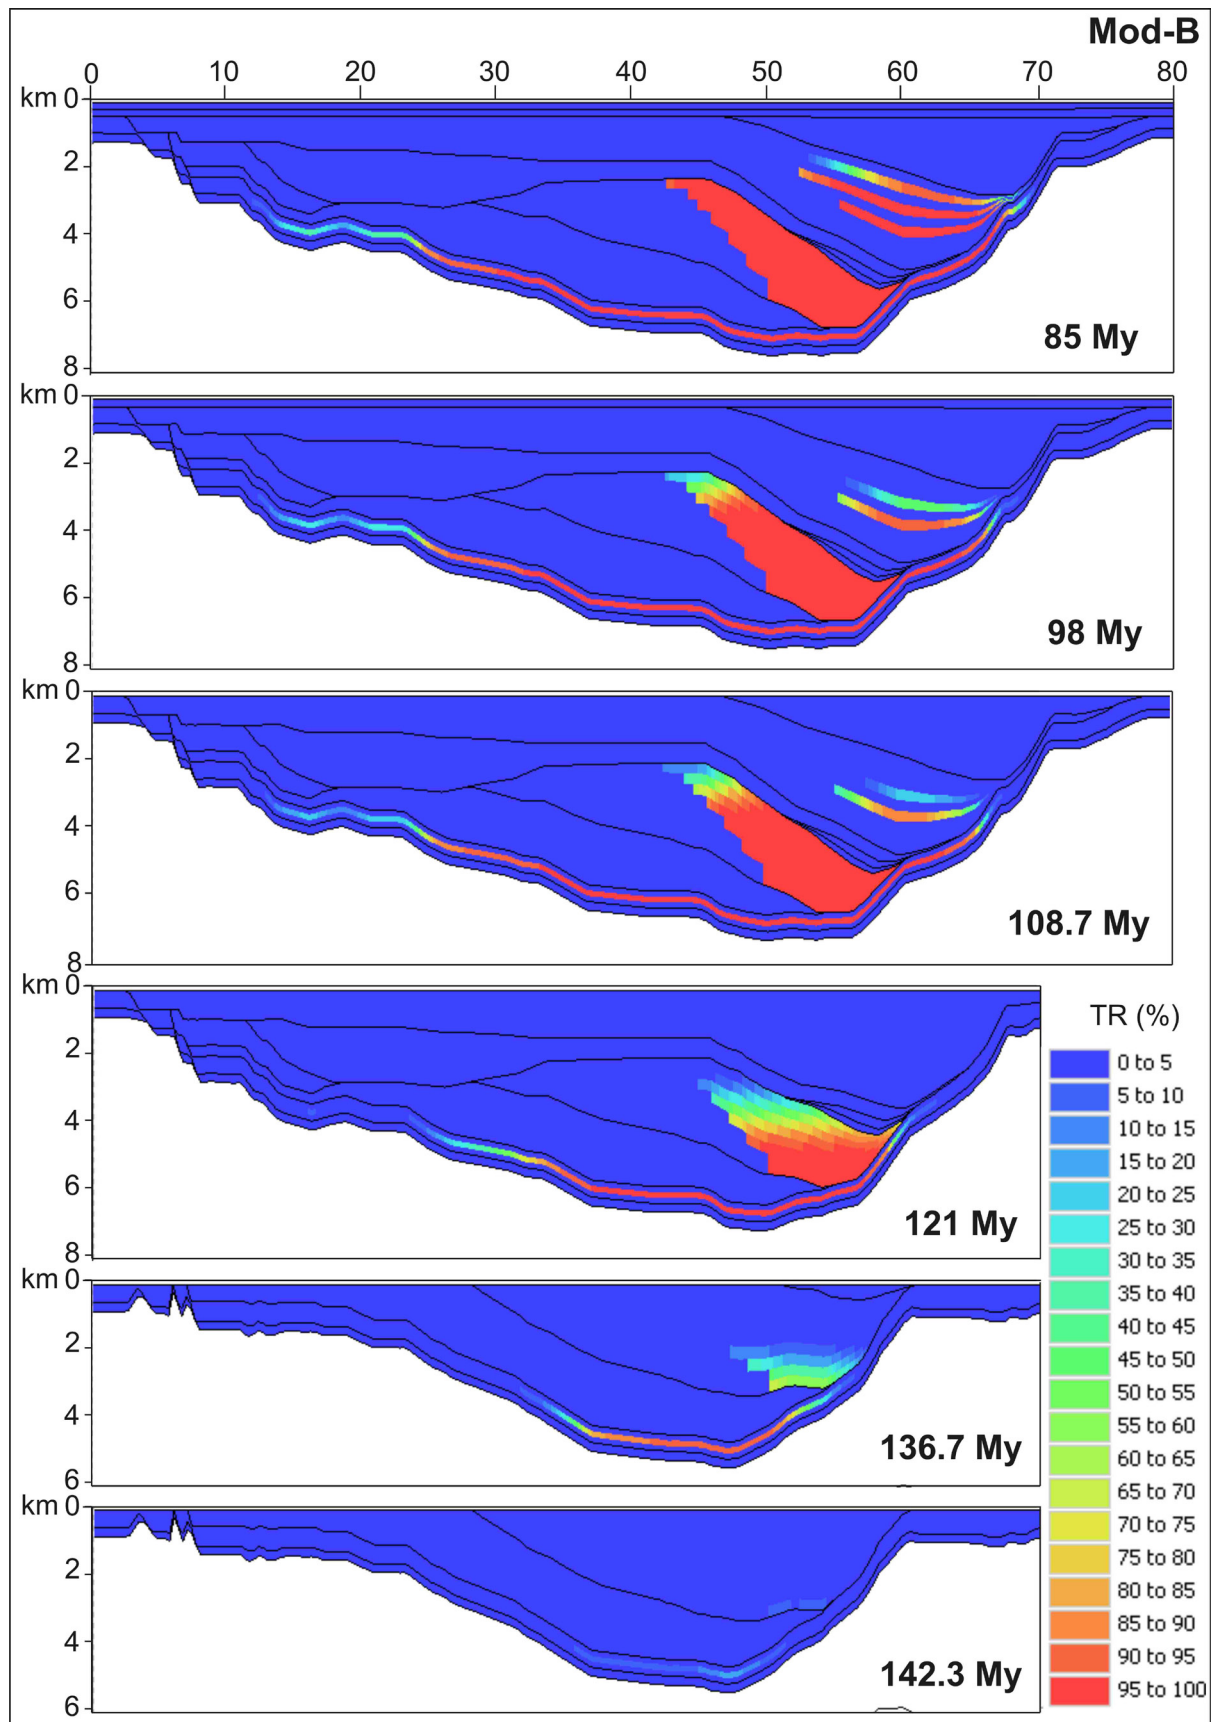 Mod-B
0 10 20 30 40 50 60 70 80
km 0
2
4
6
8
85 My
km 0
2
4
6
8
98 My
km 0
2
4
6
8
108.7 My
km 0
2
4
6
8
121 My
km 0
2
4
6
136.7 My
km 0
2
4
6
142.3 My
TR (%)
0 to 5
5 to 10
10 to 15
15 to 20
20 to 25
25 to 30
30 to 35
35 to 40
40 to 45
45 to 50
50 to 55
55 to 60
60 to 65
65 to 70
70 to 75
75 to 80
80 to 85
85 to 90
90 to 95
95 to 100